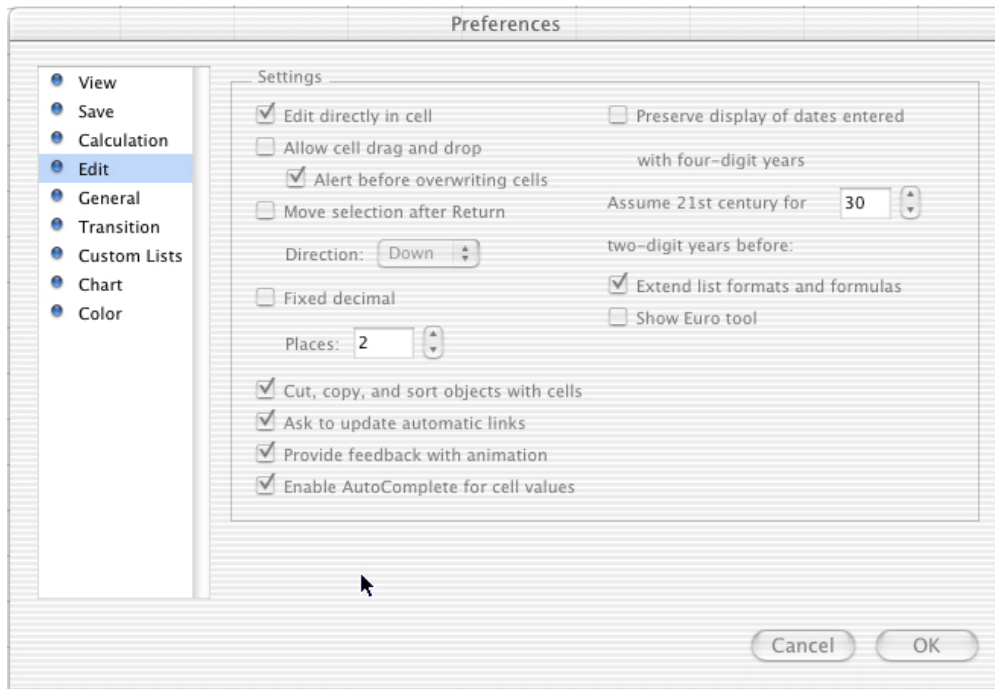 Preferences
View
Save
Calculation
Edit
General
Transition
Custom Lists
Chart
Color
Settings
Edit directly in cell
Allow cell drag and drop
Alert before overwriting cells
Move selection after Return
Direction: Down
Fixed decimal
Places: 2
Cut, copy, and sort objects with cells
Ask to update automatic links
Provide feedback with animation
Enable AutoComplete for cell values
Preserve display of dates entered
with four-digit years
Assume 21st century for 30
two-digit years before:
Extend list formats and formulas
Show Euro tool
Cancel OK